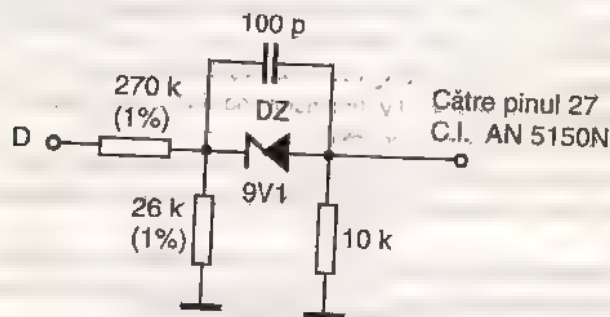 100 p
270 k
(1%)
DZ
Către pinul 27
C.I. AN 5150N
D
9V1
26 k
(1%)
10 k